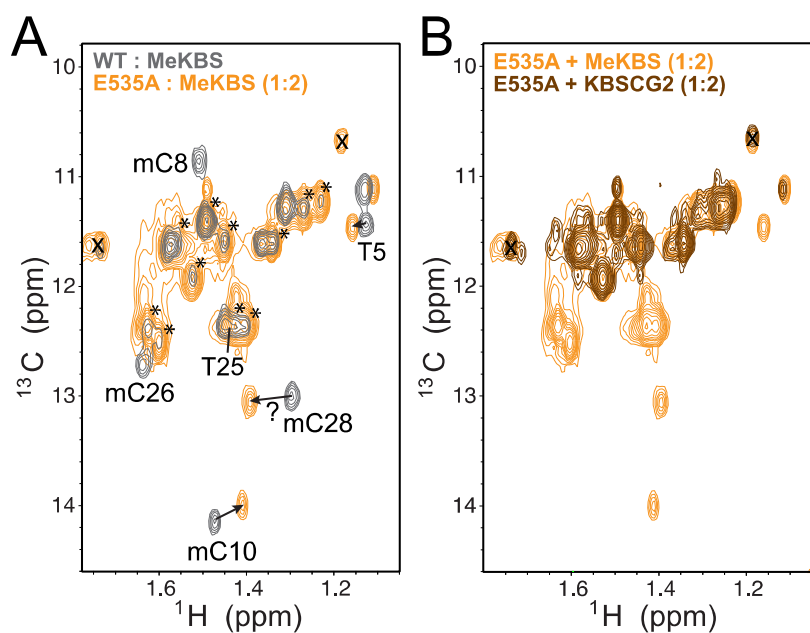 A
WT : MeKBS
E535A : MeKBS (1:2)
10
11
12
13
14
13C (ppm)
mC8
X
X
*
*
*
*
*
*
*
*
*
*
*
T5
T25
mC26
?
mC28
mC10
1.6
1.4
1.2
1H (ppm)
B
E535A + MeKBS (1:2)
E535A + KBSCG2 (1:2)
10
11
12
13
14
13C (ppm)
X
X
1.6
1.4
1.2
1H (ppm)